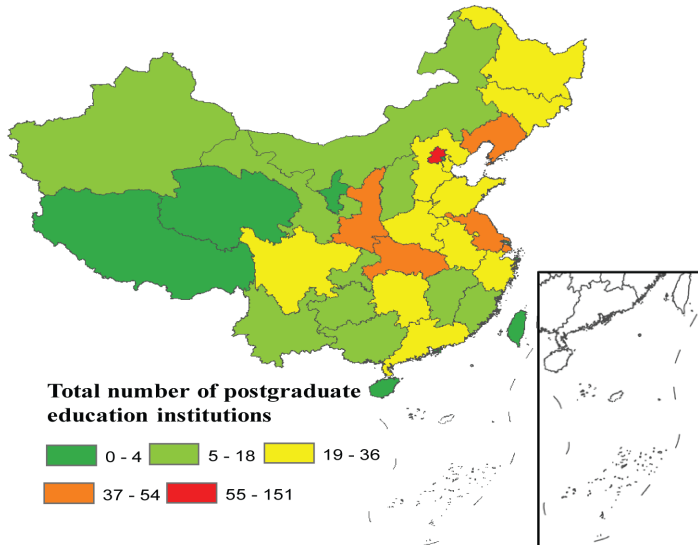 Total number of postgraduate
education institutions
0 - 4 5 - 18 19 - 36
37 - 54 55 - 151